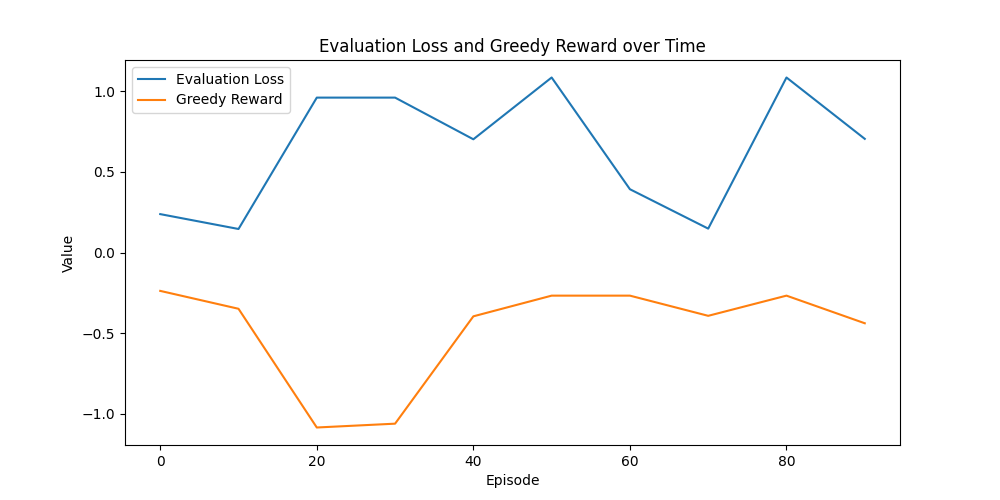 Evaluation Loss and Greedy Reward over Time
Evaluation Loss
Greedy Reward
1.0
0.5
0.0
−0.5
−1.0
Value
0 20 40 60 80
Episode